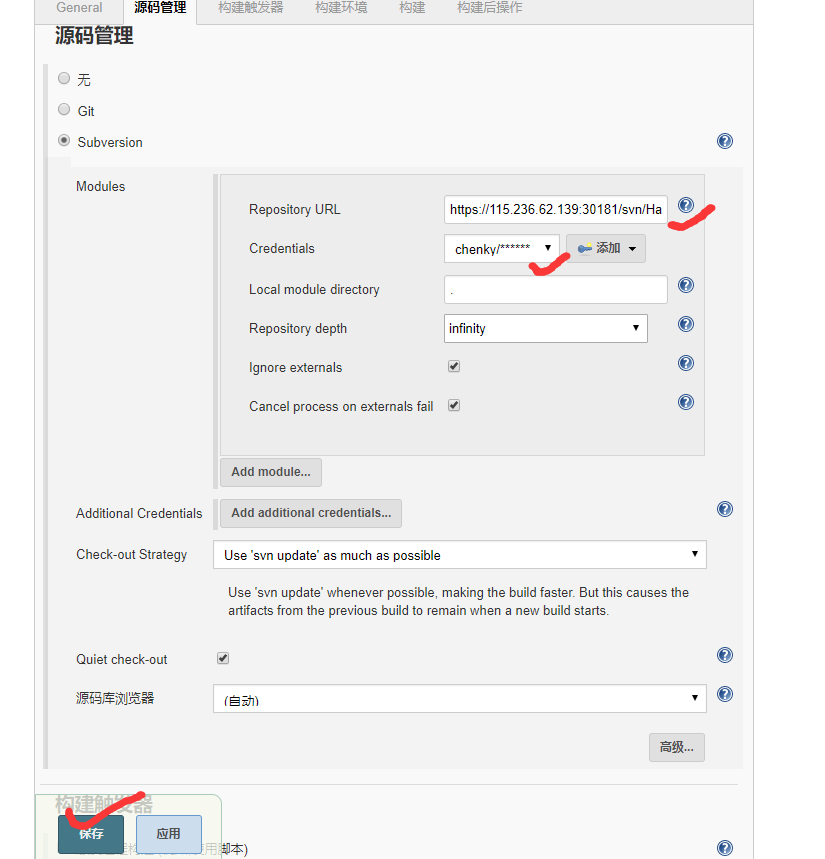 General 源码管理 构建触发器 构建环境 构建 构建后操作
源码管理
无
Git
Subversion
Modules
Repository URL https://115.236.62.139:30181/svn/Ha
Credentials chenky/****** 添加
Local module directory .
Repository depth infinity
Ignore externals
Cancel process on externals fail
Add module...
Additional Credentials Add additional credentials...
Check-out Strategy Use 'svn update' as much as possible
Use 'svn update' whenever possible, making the build faster. But this causes the
artifacts from the previous build to remain when a new build starts.
Quiet check-out
源码库浏览器 (自动)
高级...
构建触发器
保存 应用
脚本)